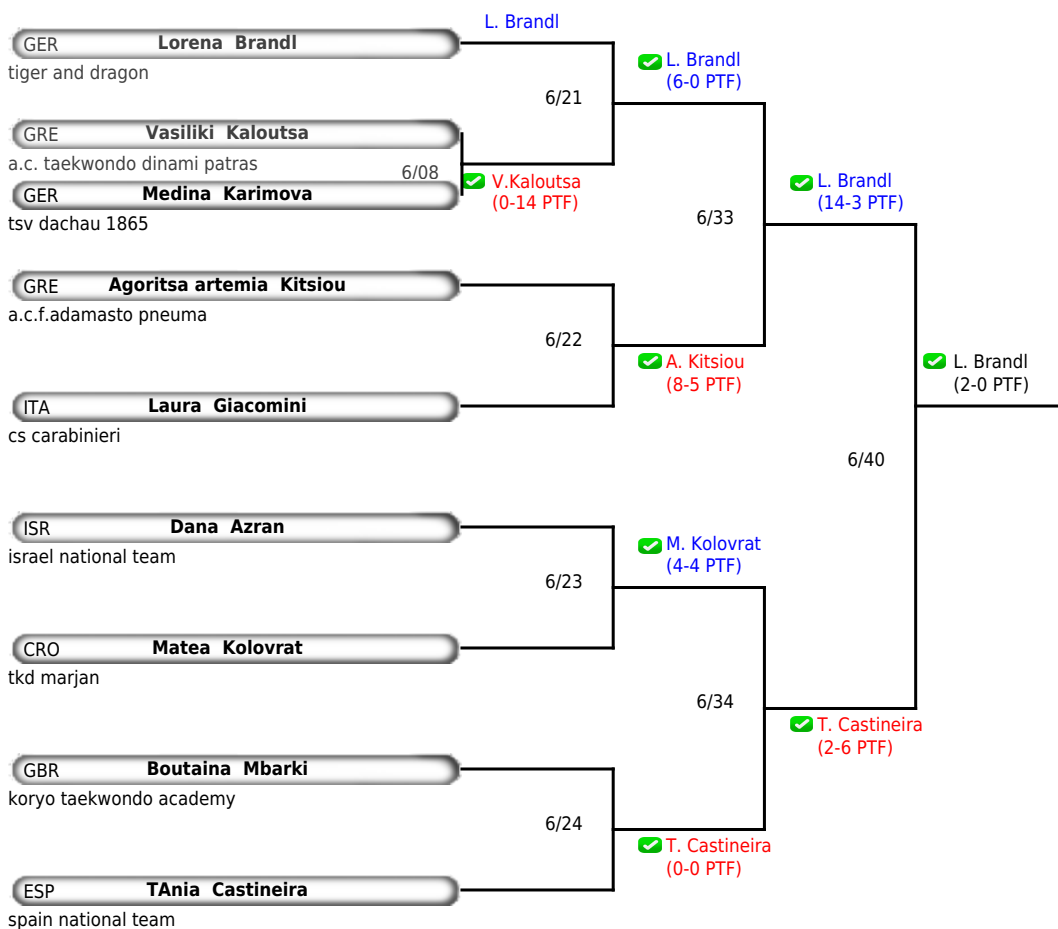 L. Brandl
GER Lorena Brandl
tiger and dragon
L. Brandl
(6-0 PTF)
6/21
GRE Vasiliki Kaloutsa
a.c. taekwondo dinami patras
6/08
GER Medina Karimova
tsv dachau 1865
V.Kaloutsa
(0-14 PTF)
L. Brandl
(14-3 PTF)
6/33
GRE Agoritsa artemia Kitsiou
a.c.f.adamasto pneuma
6/22
A. Kitsiou
(8-5 PTF)
L. Brandl
(2-0 PTF)
ITA Laura Giacomini
cs carabinieri
6/40
ISR Dana Azran
israel national team
M. Kolovrat
(4-4 PTF)
6/23
CRO Matea Kolovrat
tkd marjan
6/34
T. Castineira
(2-6 PTF)
GBR Boutaina Mbarki
koryo taekwondo academy
6/24
T. Castineira
(0-0 PTF)
ESP TAnia Castineira
spain national team